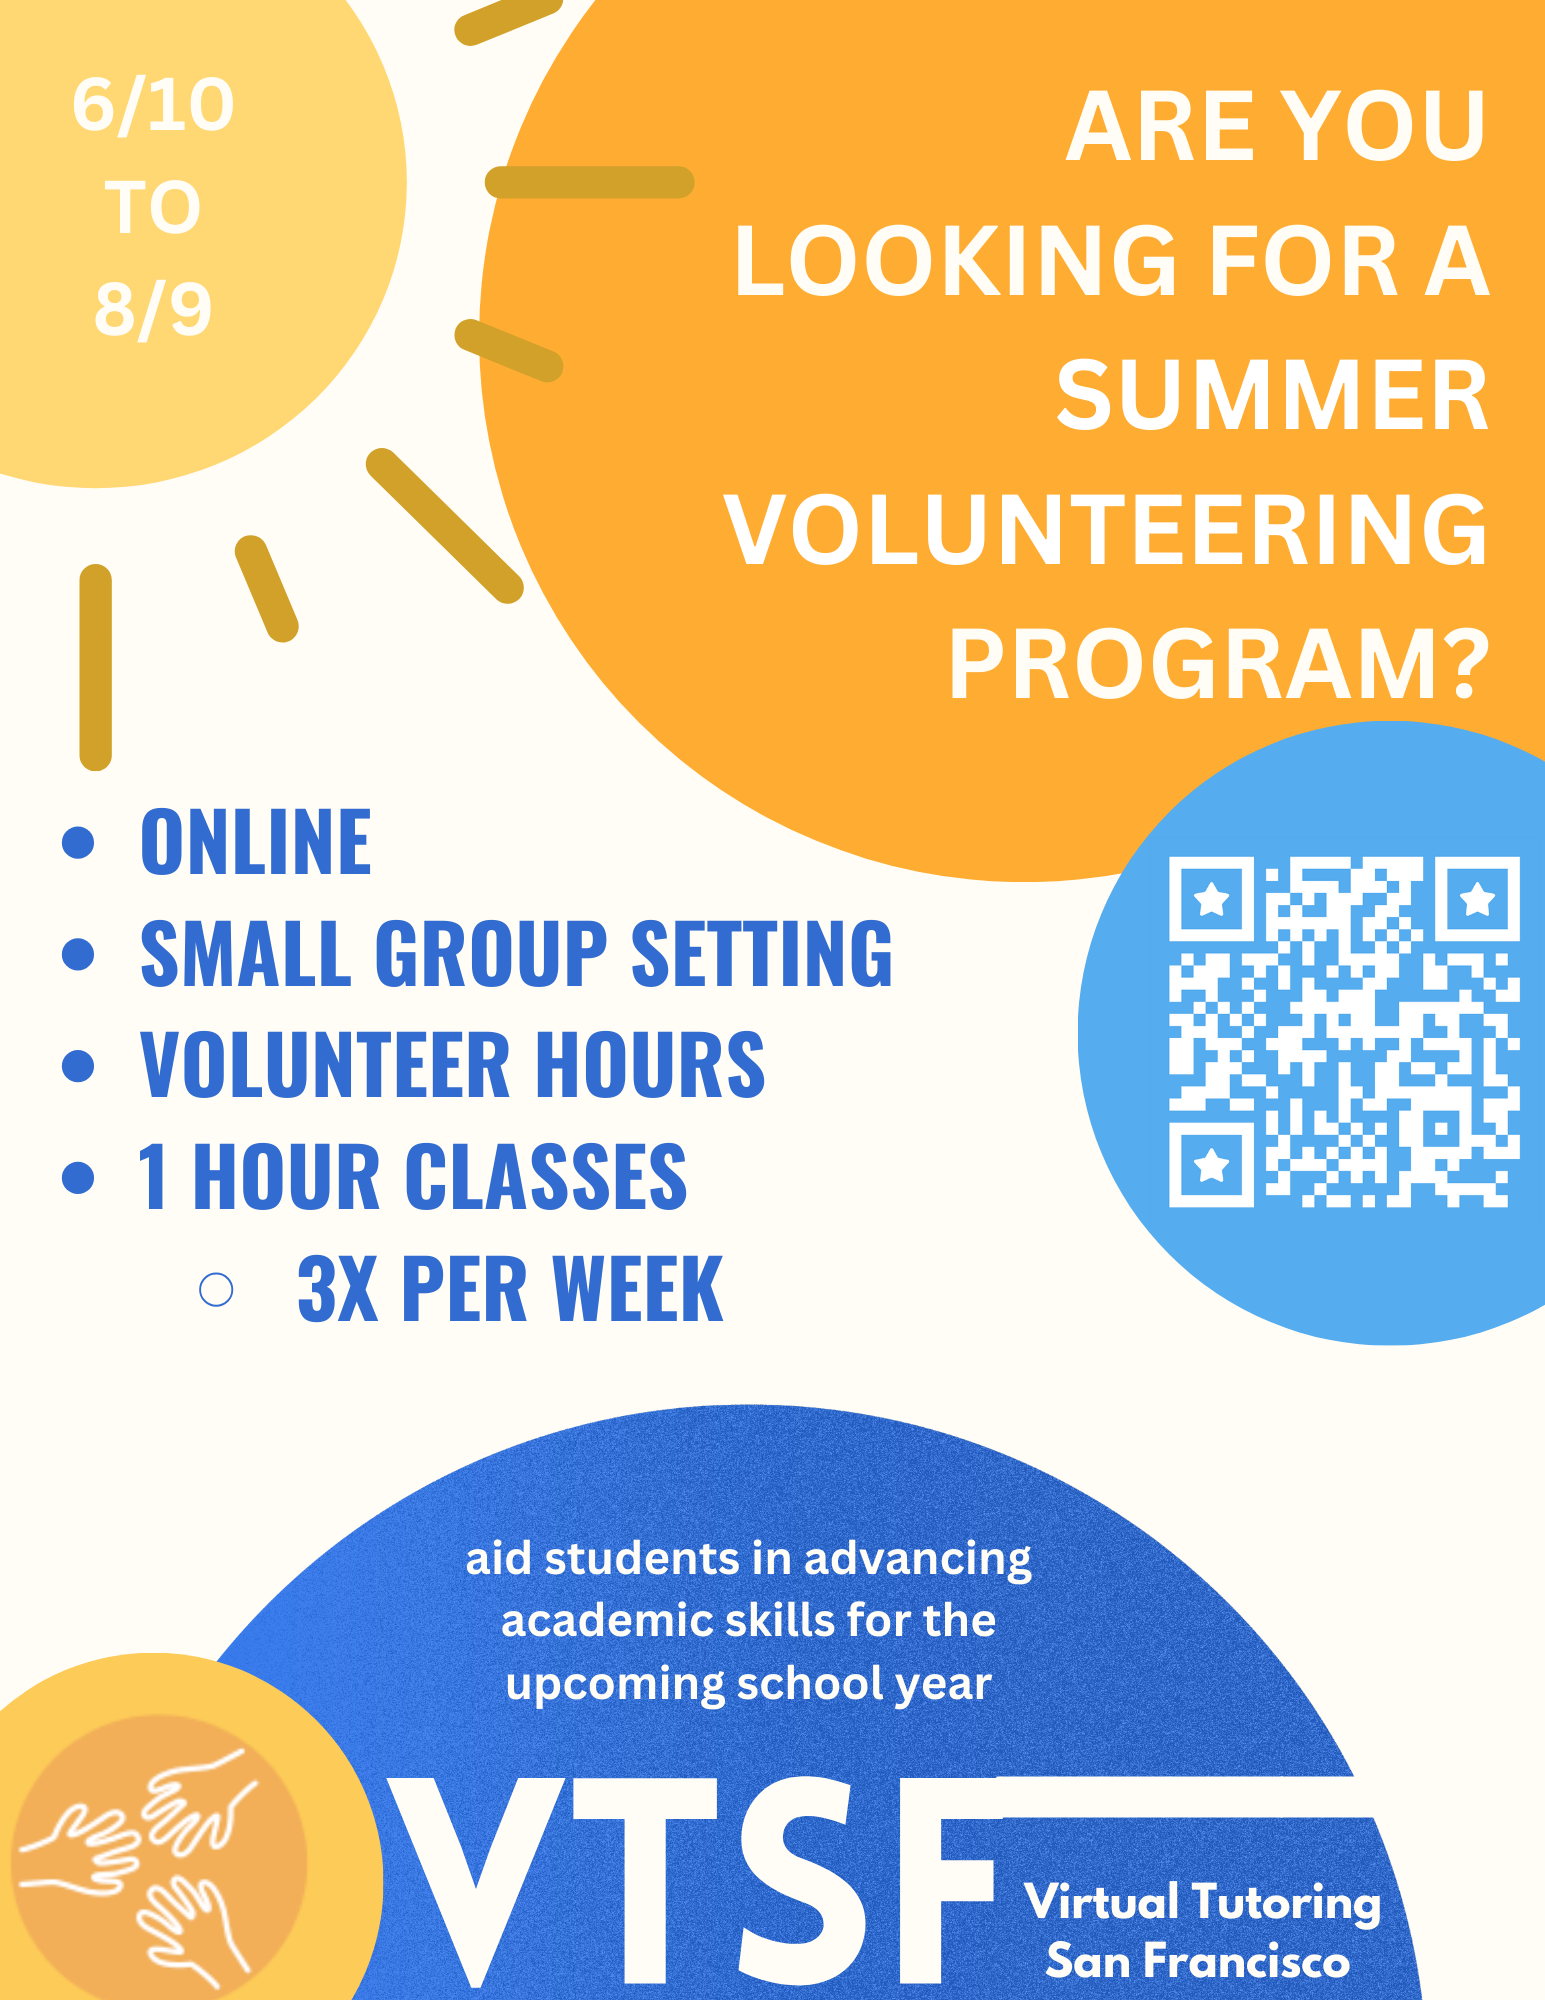 6/10
TO
8/9
ARE YOU
LOOKING FOR A
SUMMER
VOLUNTEERING
PROGRAM?
ONLINE
SMALL GROUP SETTING
VOLUNTEER HOURS
1 HOUR CLASSES
3X PER WEEK
aid students in advancing
academic skills for the
upcoming school year
VTSF
Virtual Tutoring
San Francisco